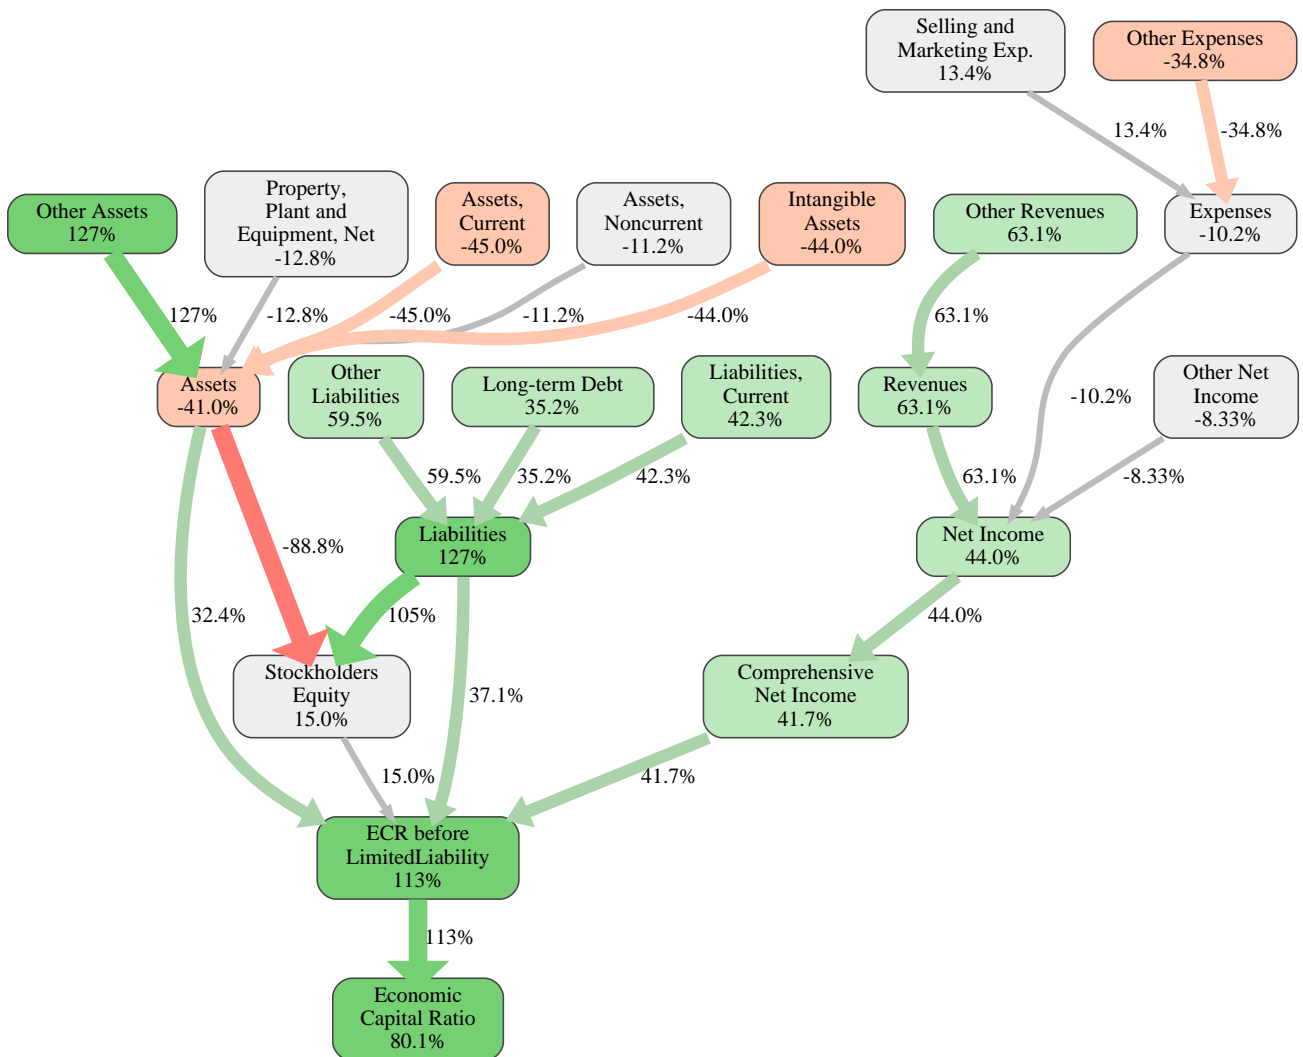 Selling and
Marketing Exp.
13.4%
Other Expenses
-34.8%
13.4%
-34.8%
Other Assets
127%
Property,
Plant and
Equipment, Net
-12.8%
Assets,
Current
-45.0%
Assets,
Noncurrent
-11.2%
Intangible
Assets
-44.0%
Other Revenues
63.1%
Expenses
-10.2%
127%
-12.8%
-45.0%
-11.2%
-44.0%
63.1%
Assets
-41.0%
Other
Liabilities
59.5%
Long-term Debt
35.2%
Liabilities,
Current
42.3%
Revenues
63.1%
-10.2%
Other Net
Income
-8.33%
59.5%
35.2%
42.3%
63.1%
-8.33%
-88.8%
Liabilities
127%
Net Income
44.0%
32.4%
105%
44.0%
Stockholders
Equity
15.0%
37.1%
Comprehensive
Net Income
41.7%
15.0%
41.7%
ECR before
LimitedLiability
113%
113%
Economic
Capital Ratio
80.1%